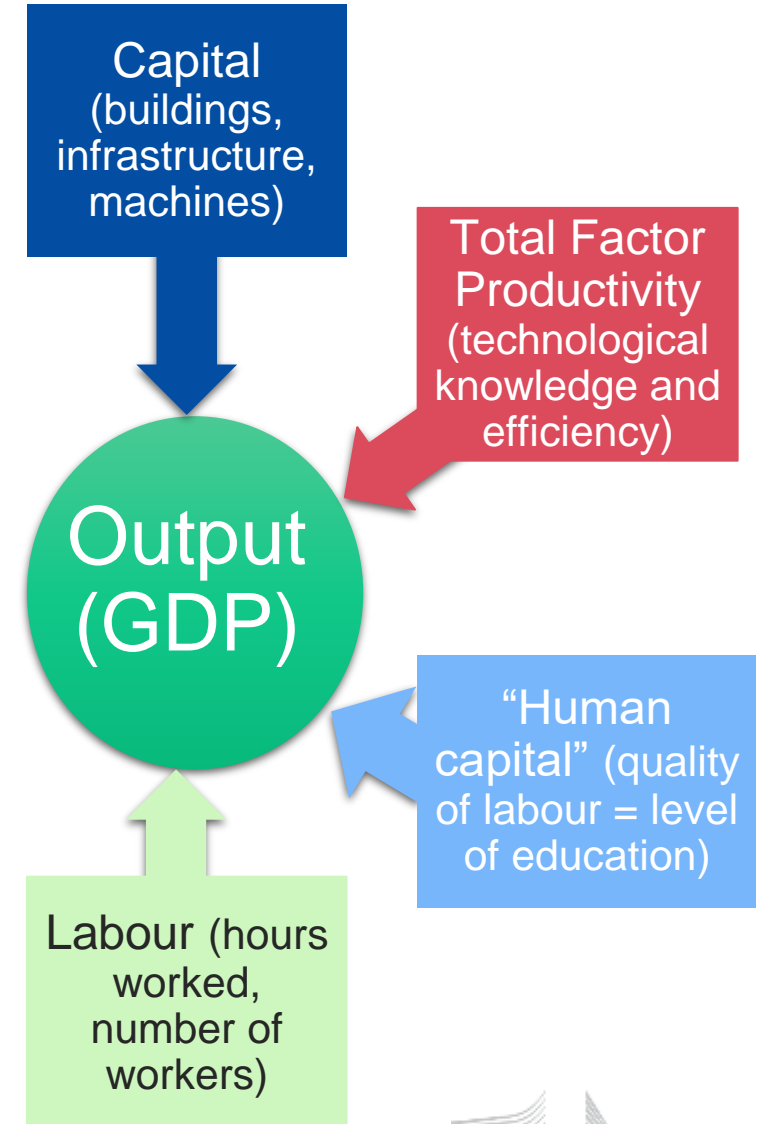 Capital
(buildings,
infrastructure,
machines)
Total Factor
Productivity
(technological
knowledge and
efficiency)
Output
(GDP)
“Human
capital” (quality
of labour = level
of education)
Labour (hours
worked,
number of
workers)